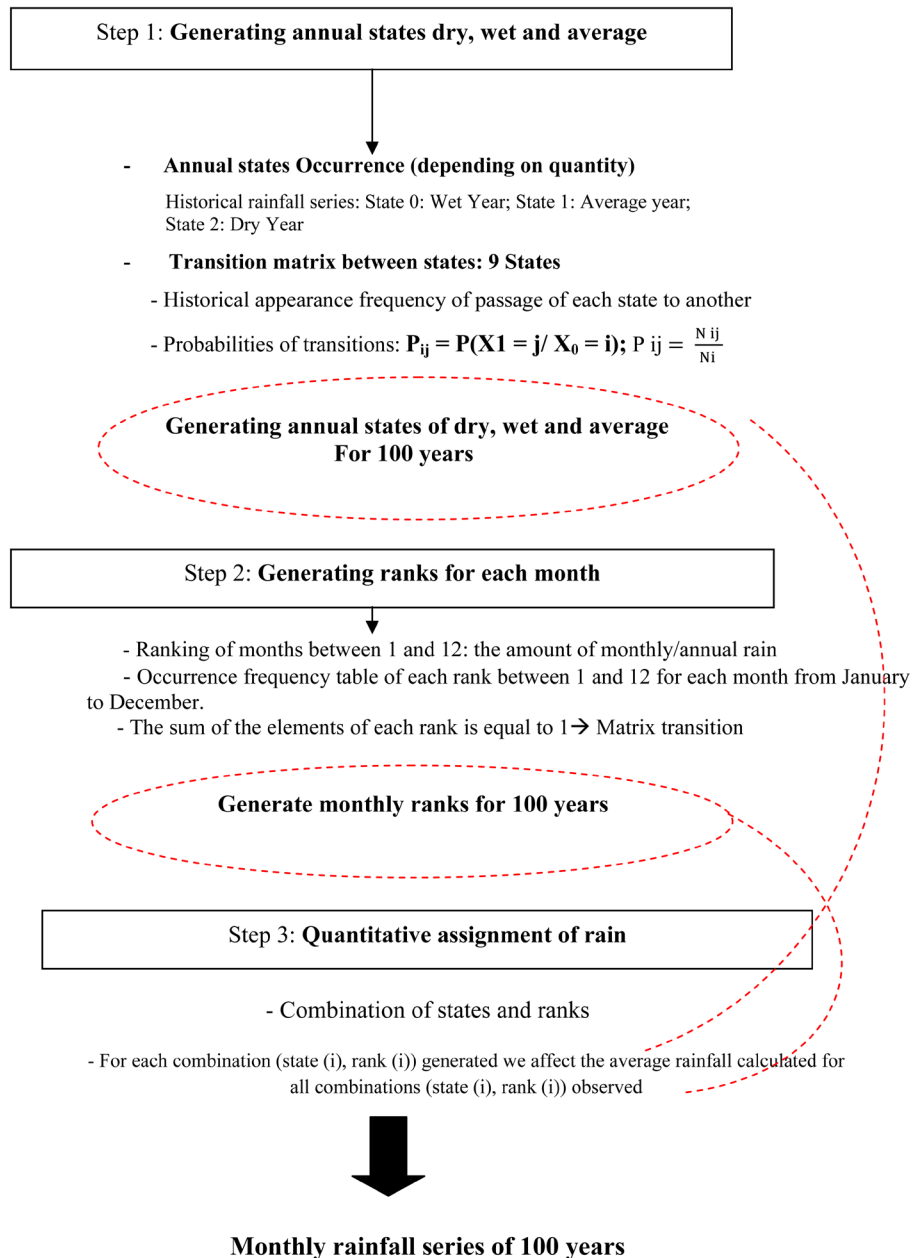 Step 1: Generating annual states dry, wet and average
- Annual states Occurrence (depending on quantity)
Historical rainfall series: State 0: Wet Year; State 1: Average year;
State 2: Dry Year
- Transition matrix between states: 9 States
- Historical appearance frequency of passage of each state to another
- Probabilities of transitions: P_ij = P(X1 = j/ X_0 = i); P ij = N ij / Ni
Generating annual states of dry, wet and average
For 100 years
Step 2: Generating ranks for each month
- Ranking of months between 1 and 12: the amount of monthly/annual rain
- Occurrence frequency table of each rank between 1 and 12 for each month from January
to December.
- The sum of the elements of each rank is equal to 1→ Matrix transition
Generate monthly ranks for 100 years
Step 3: Quantitative assignment of rain
- Combination of states and ranks
- For each combination (state (i), rank (i)) generated we affect the average rainfall calculated for
all combinations (state (i), rank (i)) observed
Monthly rainfall series of 100 years